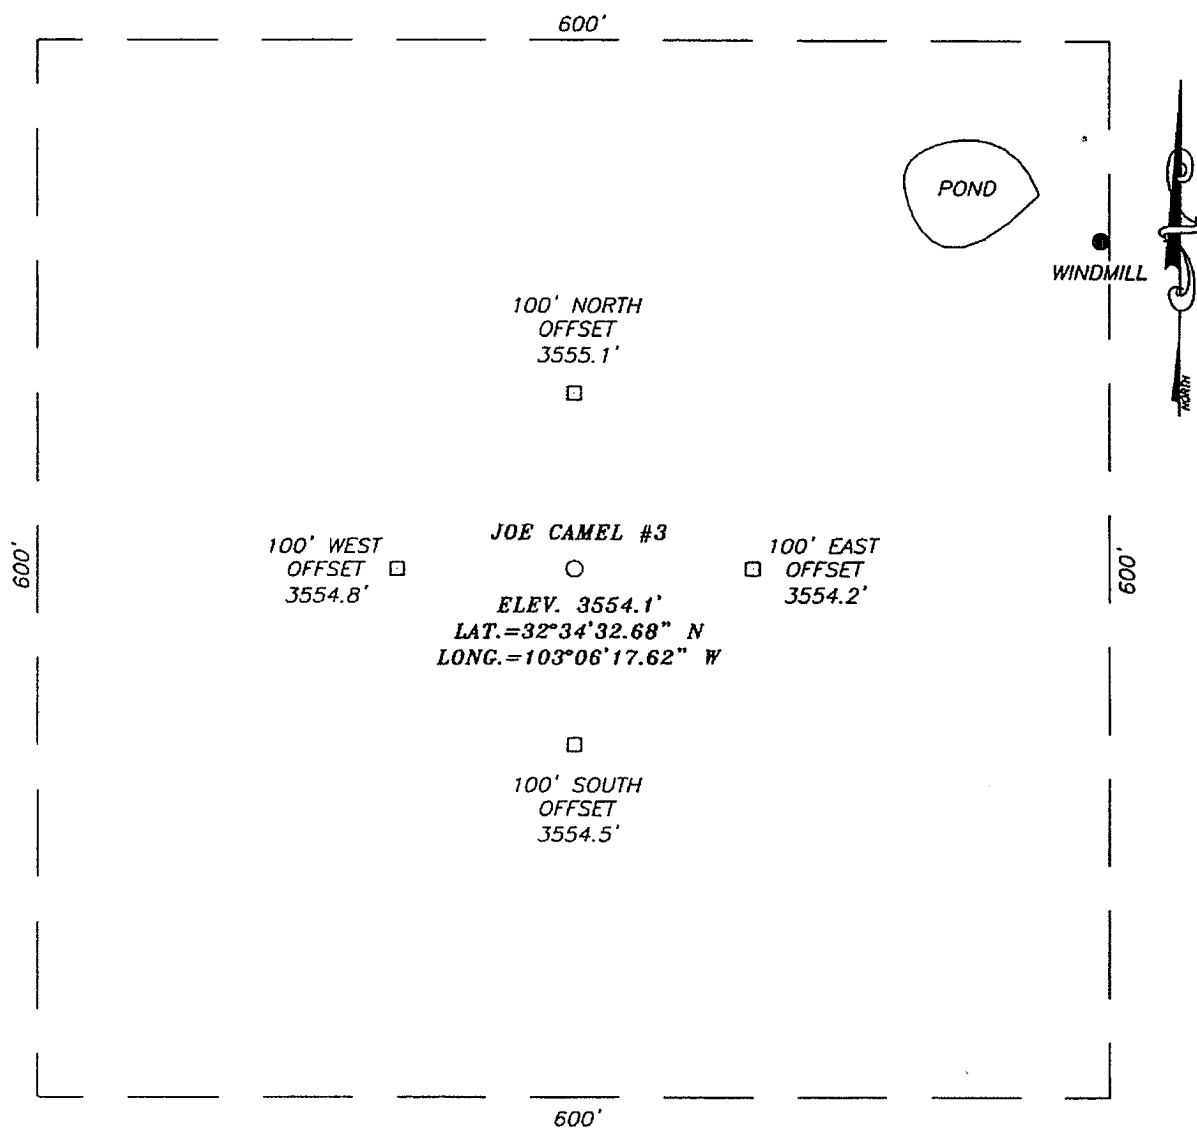 600'
POND
WINDMILL
NORTH
100' NORTH
OFFSET
3555.1'
600'
100' WEST
OFFSET
3554.8'
JOE CAMEL #3
ELEV. 3554.1'
LAT.=32°34'32.68" N
LONG.=103°06'17.62" W
100' EAST
OFFSET
3554.2'
600'
100' SOUTH
OFFSET
3554.5'
600'